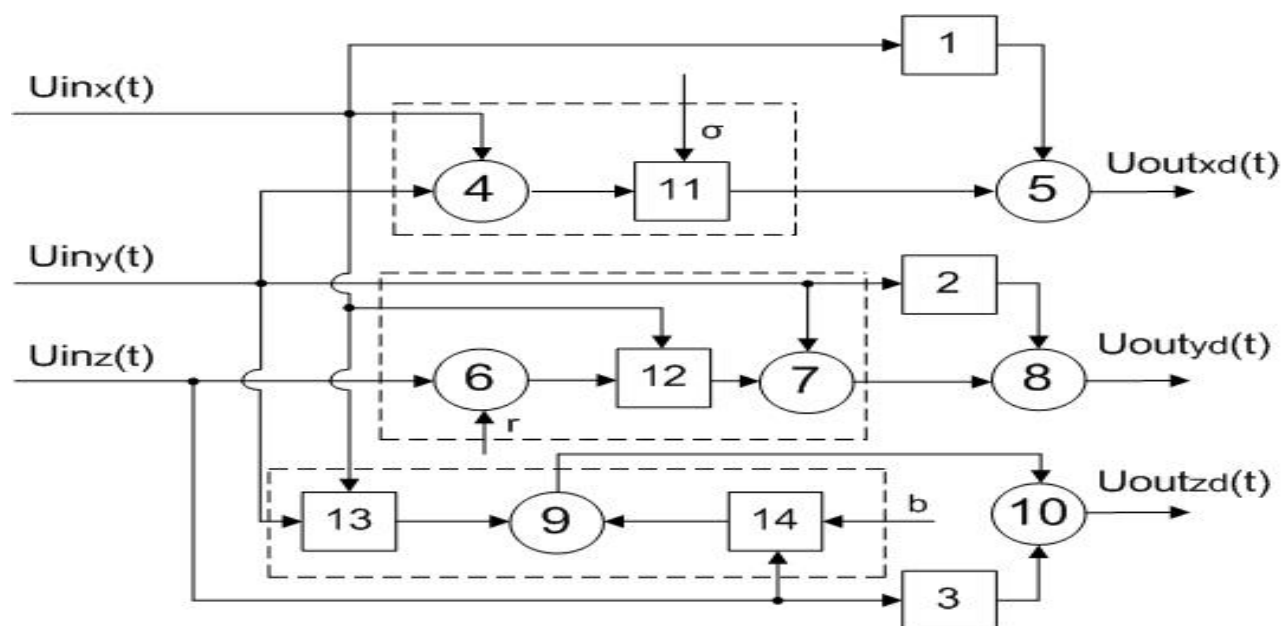 1
Uinx(t)
σ
4
11
5
Uoutxd(t)
Uiny(t)
2
Uinz(t)
6
12
7
8
Uoutyd(t)
r
13
9
14
b
10
Uoutzd(t)
3